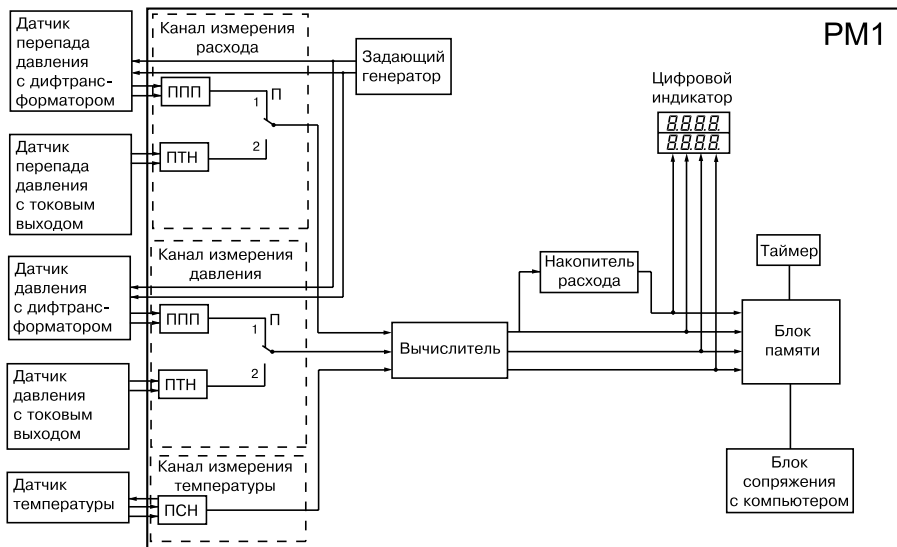 Датчик
перепада
давления
с дифтранс-
форматором
Канал измерения
расхода
ППП
1
П
2
ПТН
Задающий
генератор
РМ1
Цифровой
индикатор
8.8.8.8.
8.8.8.8.
Датчик
перепада
давления
с токовым
выходом
Канал измерения
давления
Датчик
давления
с дифтранс-
форматором
ППП
1
П
2
ПТН
Датчик
давления
с токовым
выходом
Накопитель
расхода
Таймер
Вычислитель
Блок
памяти
Канал измерения
температуры
Датчик
температуры
ПСН
Блок
сопряжения
с компьютером